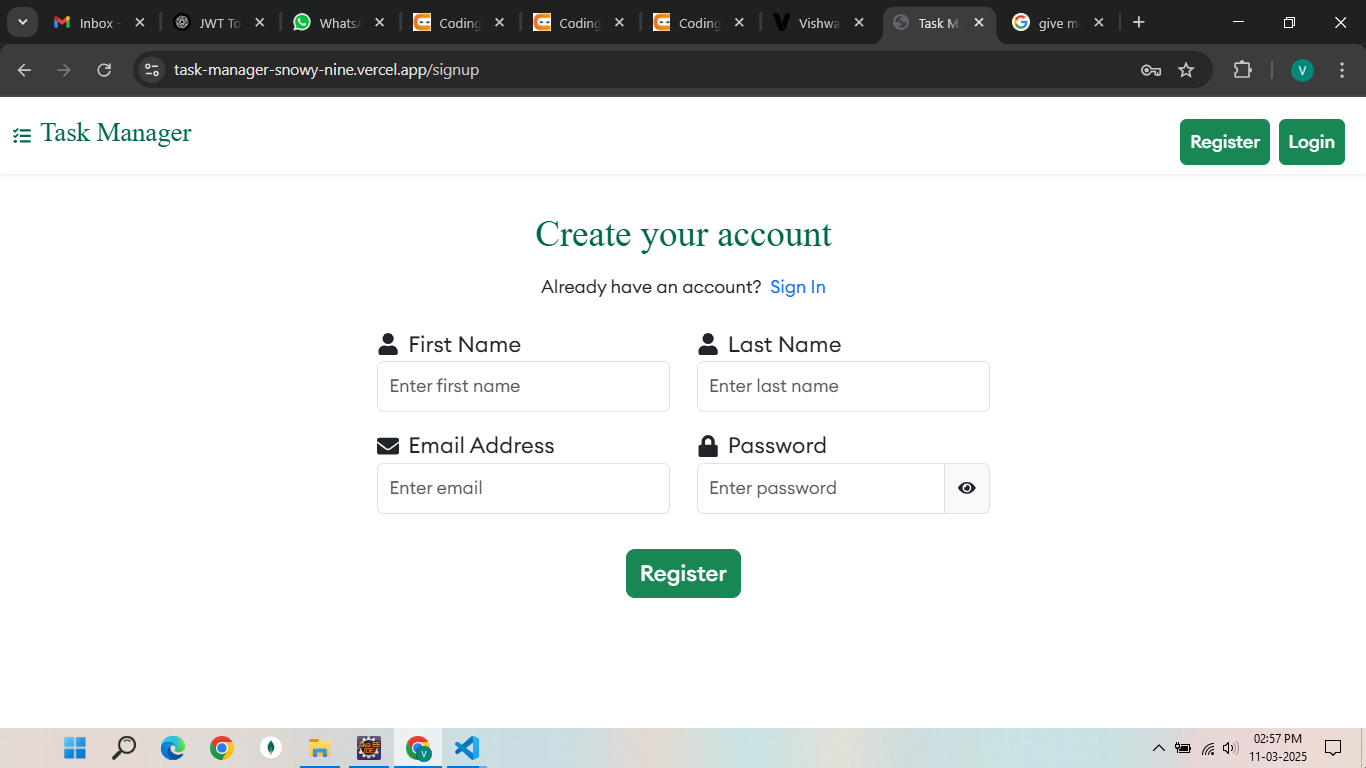 Inbox -
JWT To
Whats
Coding
Coding
Coding
Vishwa
Task M
give m
task-manager-snowy-nine.vercel.app/signup
V
Task Manager
Register
Login
Create your account
Already have an account? Sign In
First Name
Last Name
Enter first name
Enter last name
Email Address
Password
Enter email
Enter password
Register
02:57 PM
11-03-2025